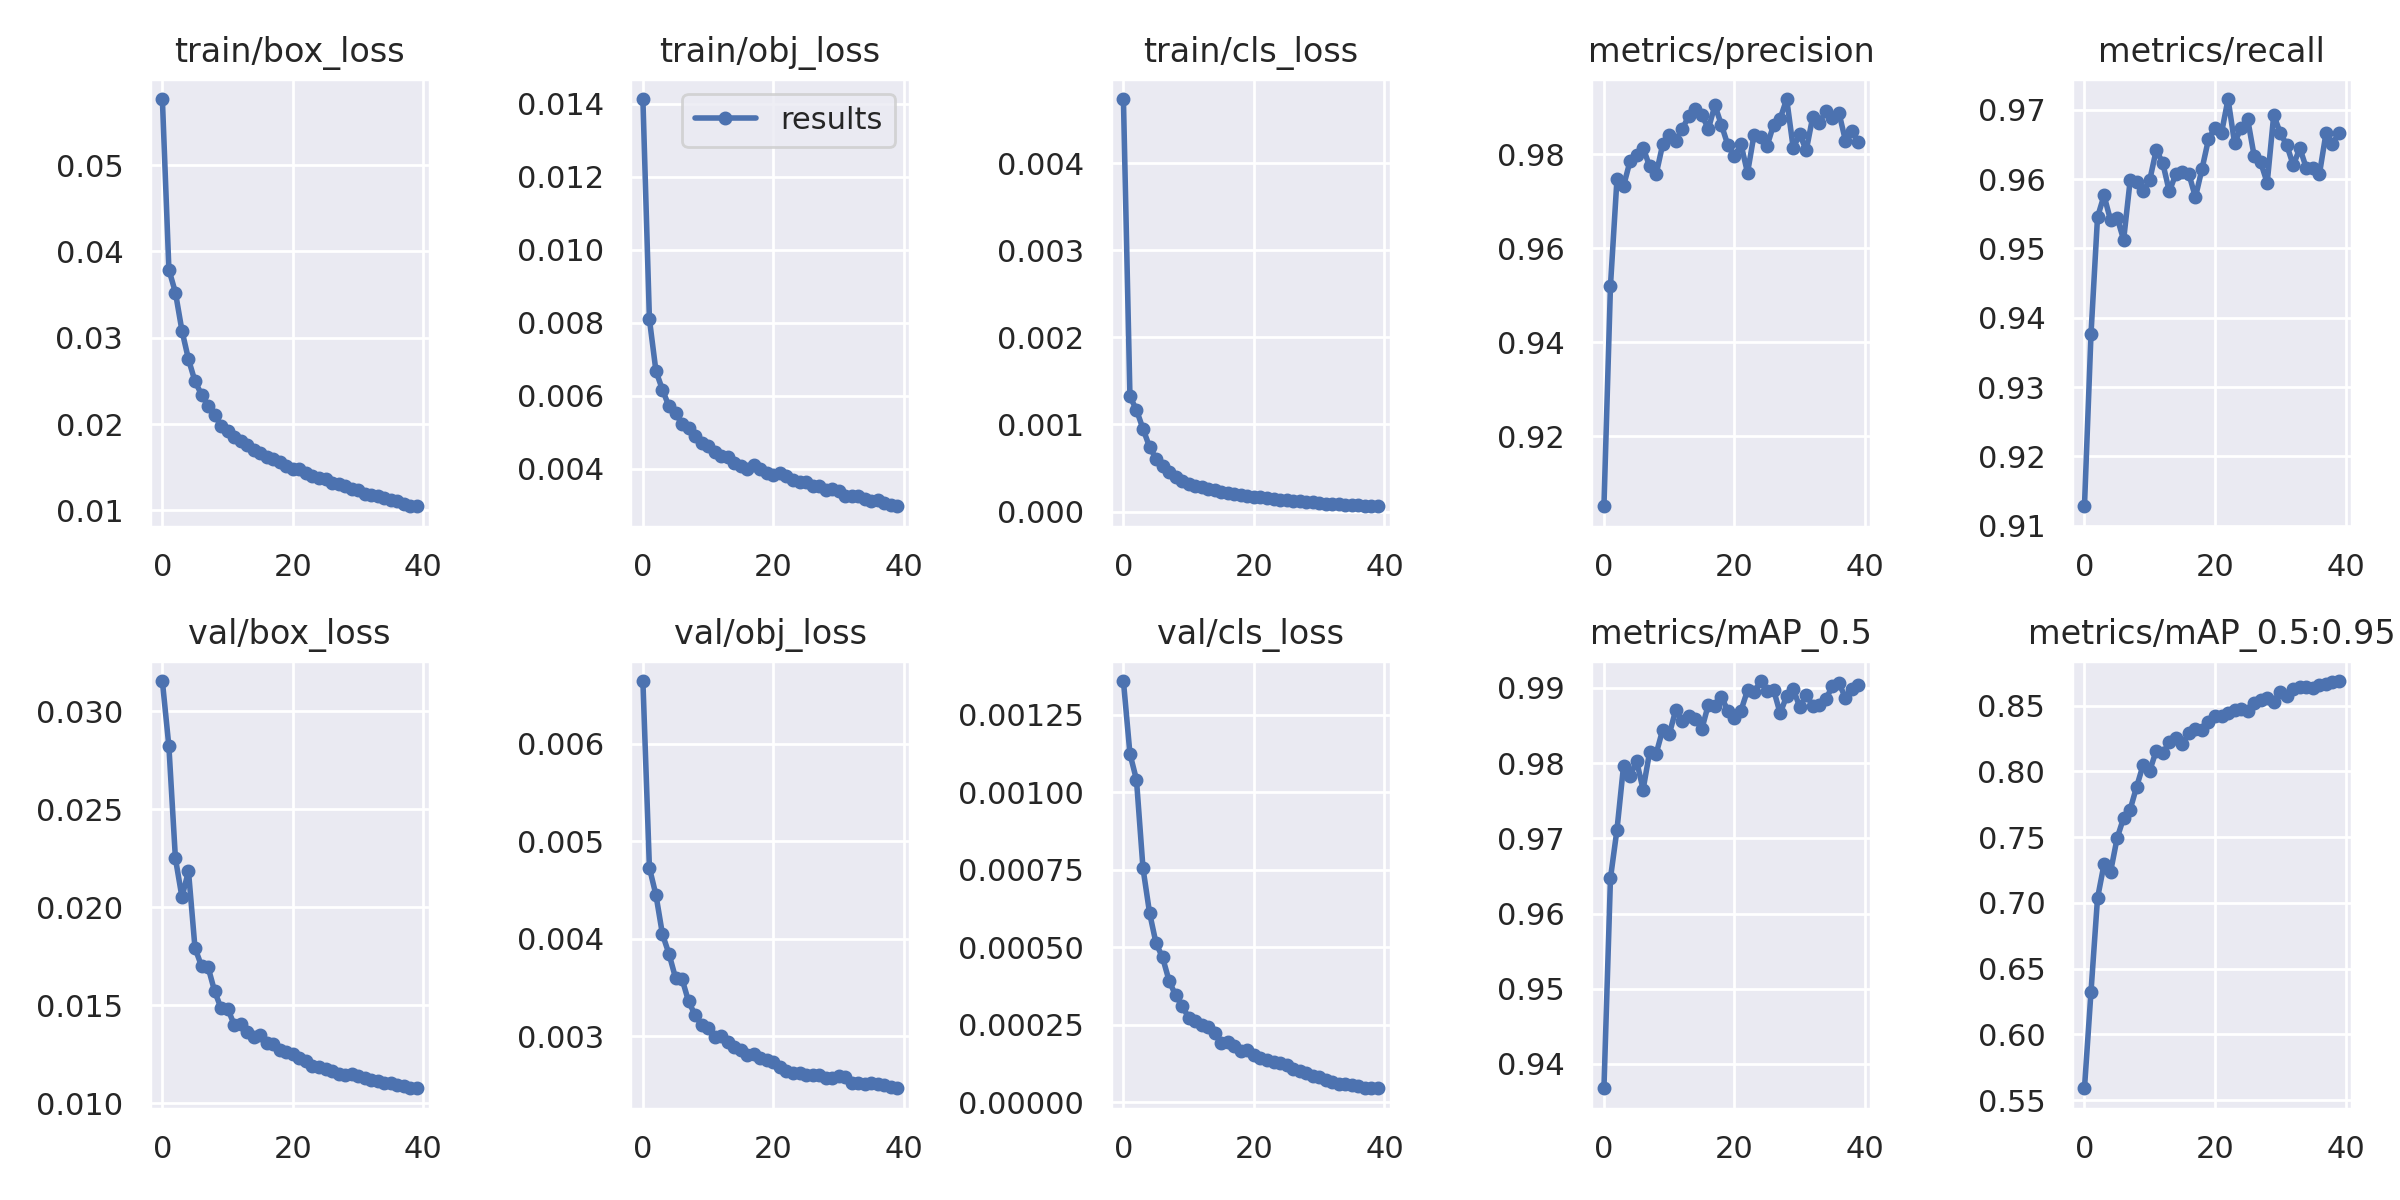 train/box_loss
0.05
0.04
0.03
0.02
0.01
0 20 40
train/obj_loss
results
0.014
0.012
0.010
0.008
0.006
0.004
0 20 40
train/cls_loss
0.004
0.003
0.002
0.001
0.000
0 20 40
metrics/precision
0.98
0.96
0.94
0.92
0 20 40
metrics/recall
0.97
0.96
0.95
0.94
0.93
0.92
0.91
0 20 40
val/box_loss
0.030
0.025
0.020
0.015
0.010
0 20 40
val/obj_loss
0.006
0.005
0.004
0.003
0 20 40
val/cls_loss
0.00125
0.00100
0.00075
0.00050
0.00025
0.00000
0 20 40
metrics/mAP_0.5
0.99
0.98
0.97
0.96
0.95
0.94
0 20 40
metrics/mAP_0.5:0.95
0.85
0.80
0.75
0.70
0.65
0.60
0.55
0 20 40